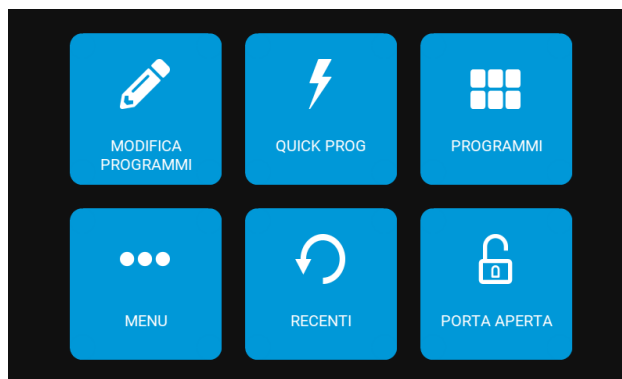 MODIFICA
PROGRAMMI
QUICK PROG
PROGRAMMI
MENU
RECENTI
PORTA APERTA